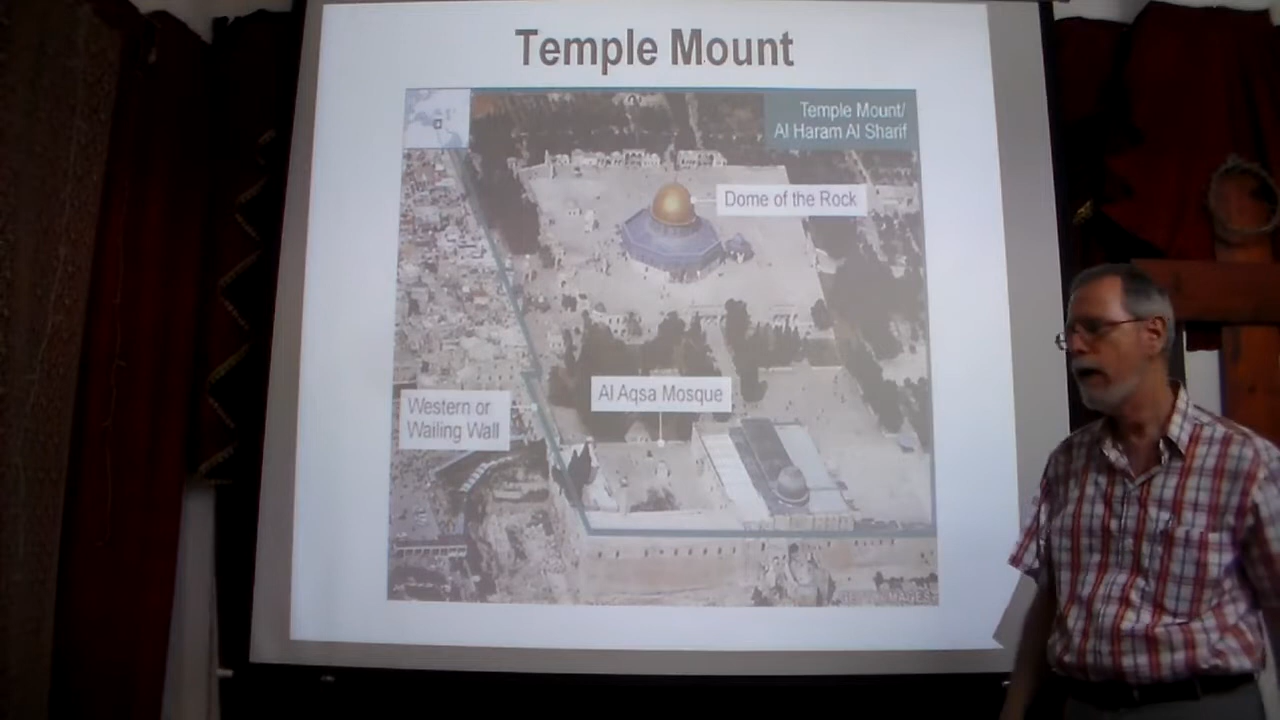 Temple Mount
Temple Mount/
Al Haram Al Sharif
Dome of the Rock
Al Aqsa Mosque
Western or
Wailing Wall
IMAGES